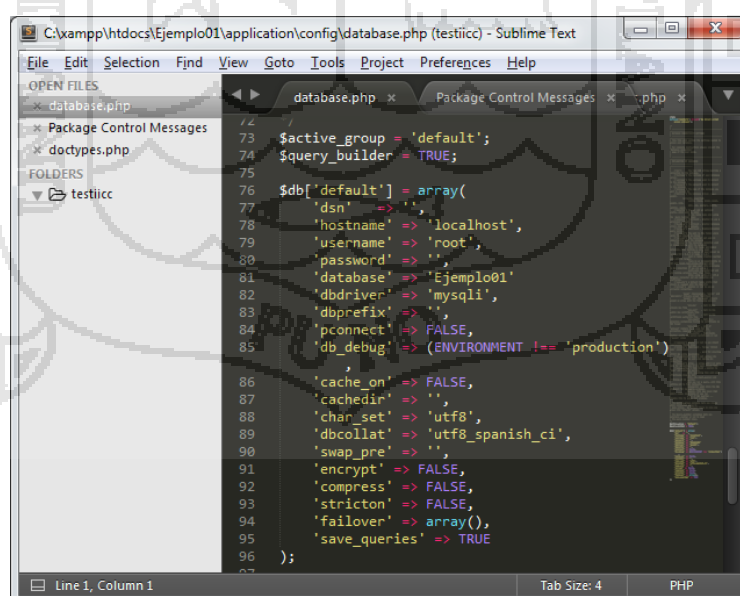 C:\xampp\htdocs\Ejemplo01\application\config\database.php (testiicc) - Sublime Text
File Edit Selection Find View Goto Tools Project Preferences Help
OPEN FILES
× database.php
× Package Control Messages
× doctypes.php
FOLDERS
testiicc
database.php × Package Control Messages × .php ×
72
73 $active_group = 'default';
74 $query_builder = TRUE;
75
76 $db['default'] = array(
77 'dsn' => '',
78 'hostname' => 'localhost',
79 'username' => 'root',
80 'password' => '',
81 'database' => 'Ejemplo01'
82 'dbdriver' => 'mysqli',
83 'dbprefix' => '',
84 'pconnect' => FALSE,
85 'db_debug' => (ENVIRONMENT !== 'production')
,
86 'cache_on' => FALSE,
87 'cachedir' => '',
88 'char_set' => 'utf8',
89 'dbcollat' => 'utf8_spanish_ci',
90 'swap_pre' => '',
91 'encrypt' => FALSE,
92 'compress' => FALSE,
93 'stricton' => FALSE,
94 'failover' => array(),
95 'save_queries' => TRUE
96 );
97
Line 1, Column 1 Tab Size: 4 PHP
PUNO